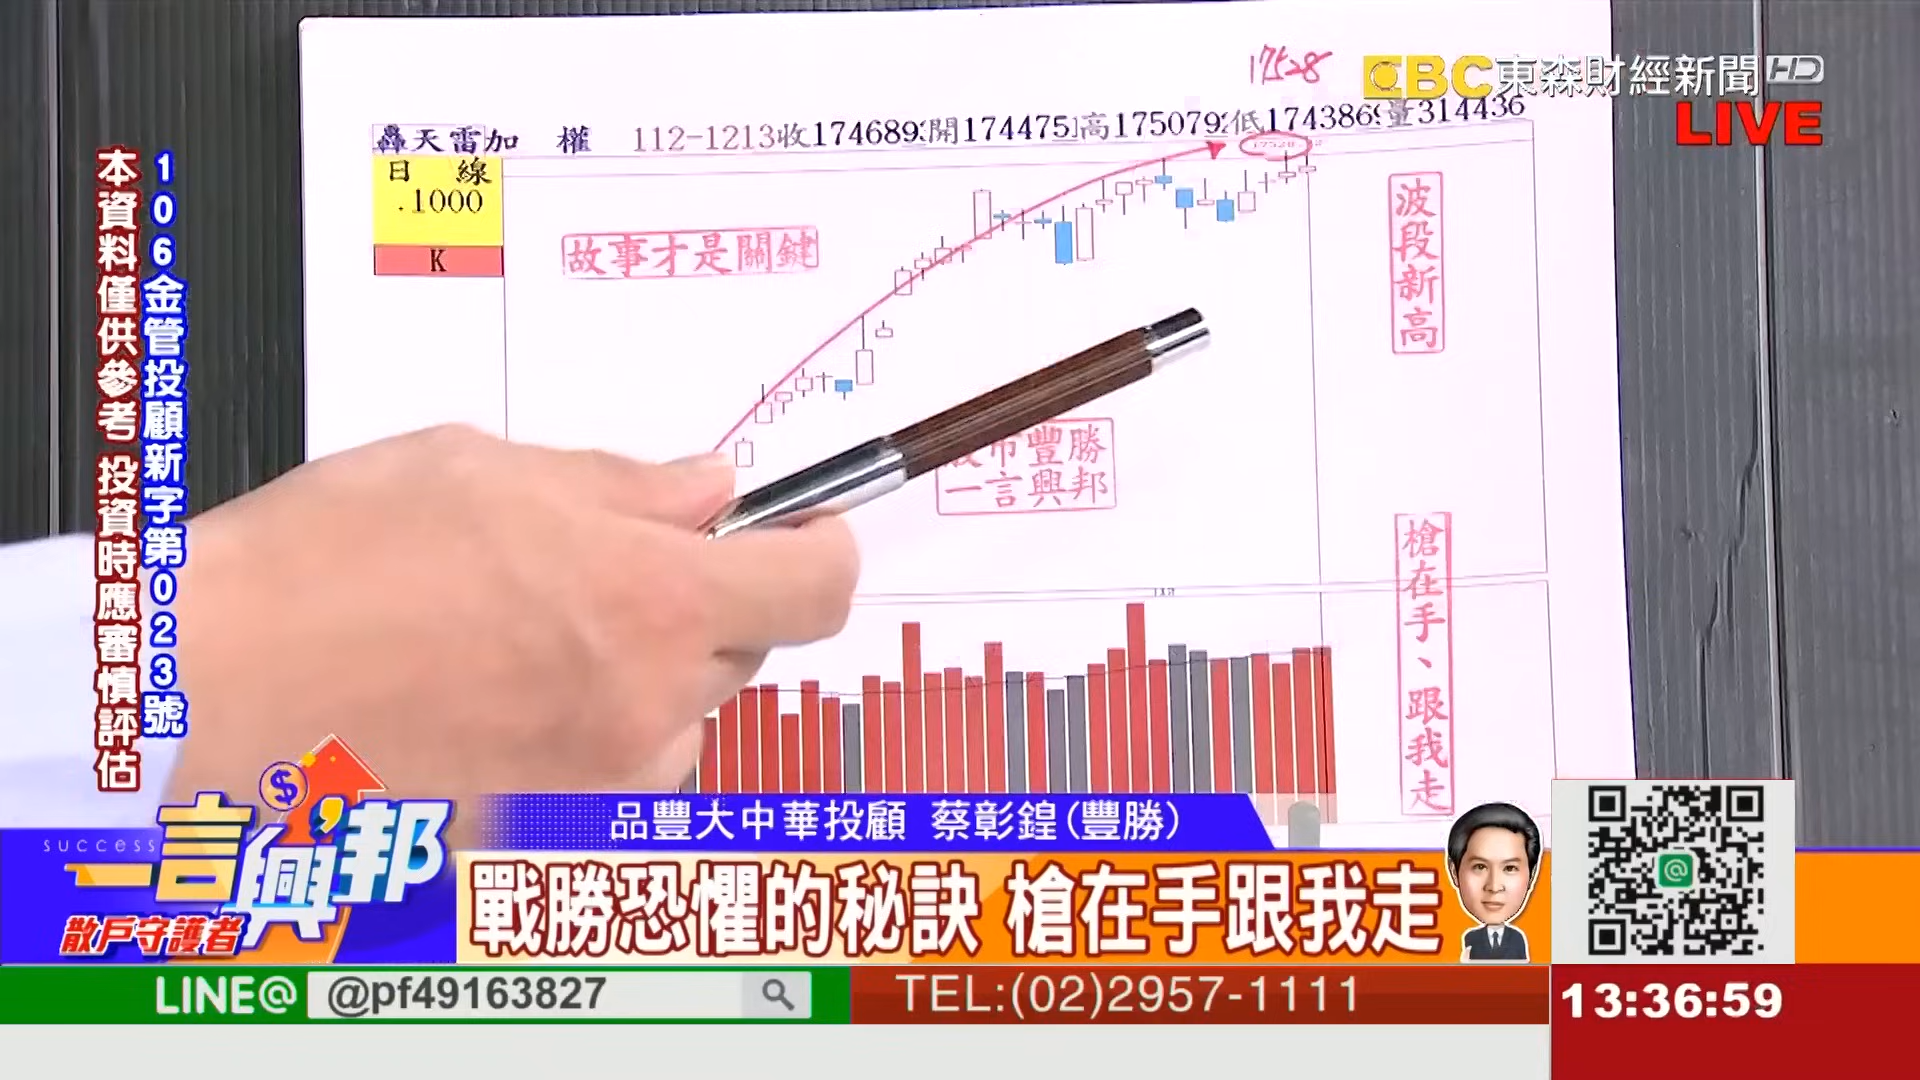 17528
EBC東森財經新聞HD
LIVE
轟天雷加 權 112-1213收174689開174475高175079低174386量314436
日 線
.1000
K
故事才是關鍵
波段新高
豐勝
一言興邦
槍在手、跟我走
106金管投顧新字第023號
本資料僅供參考 投資時應審慎評估
success
一言興邦
散戶守護者
品豐大中華投顧 蔡彰鍠(豐勝)
戰勝恐懼的秘訣 槍在手跟我走
LINE@ @pf49163827
TEL:(02)2957-1111
13:36:59